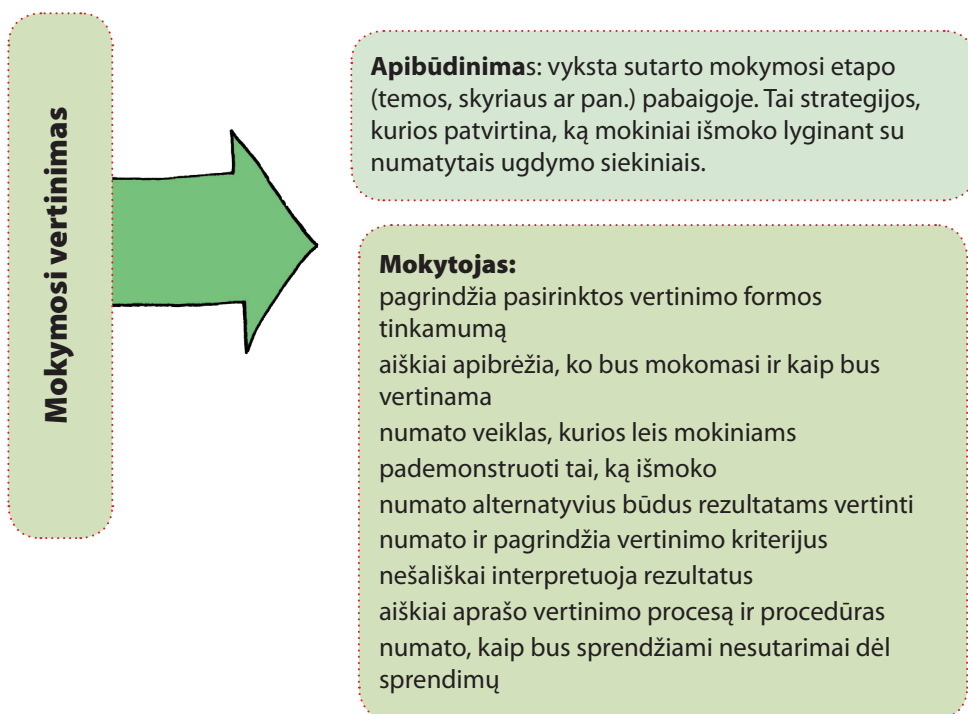 Mokymosi vertinimas
Apibūdinimas: vyksta sutarto mokymosi etapo
(temos, skyriaus ar pan.) pabaigoje. Tai strategijos,
kurios patvirtina, ką mokiniai išmoko lyginant su
numatytais ugdymo siekiniais.
Mokytojas:
pagrindžia pasirinktos vertinimo formos
tinkamumą
aiškiai apibrėžia, ko bus mokomasi ir kaip bus
vertinama
numato veiklas, kurios leis mokiniams
pademonstruoti tai, ką išmoko
numato alternatyvius būdus rezultatams vertinti
numato ir pagrindžia vertinimo kriterijus
nešališkai interpretuoja rezultatus
aiškiai aprašo vertinimo procesą ir procedūras
numato, kaip bus sprendžiami nesutarimai dėl
sprendimų